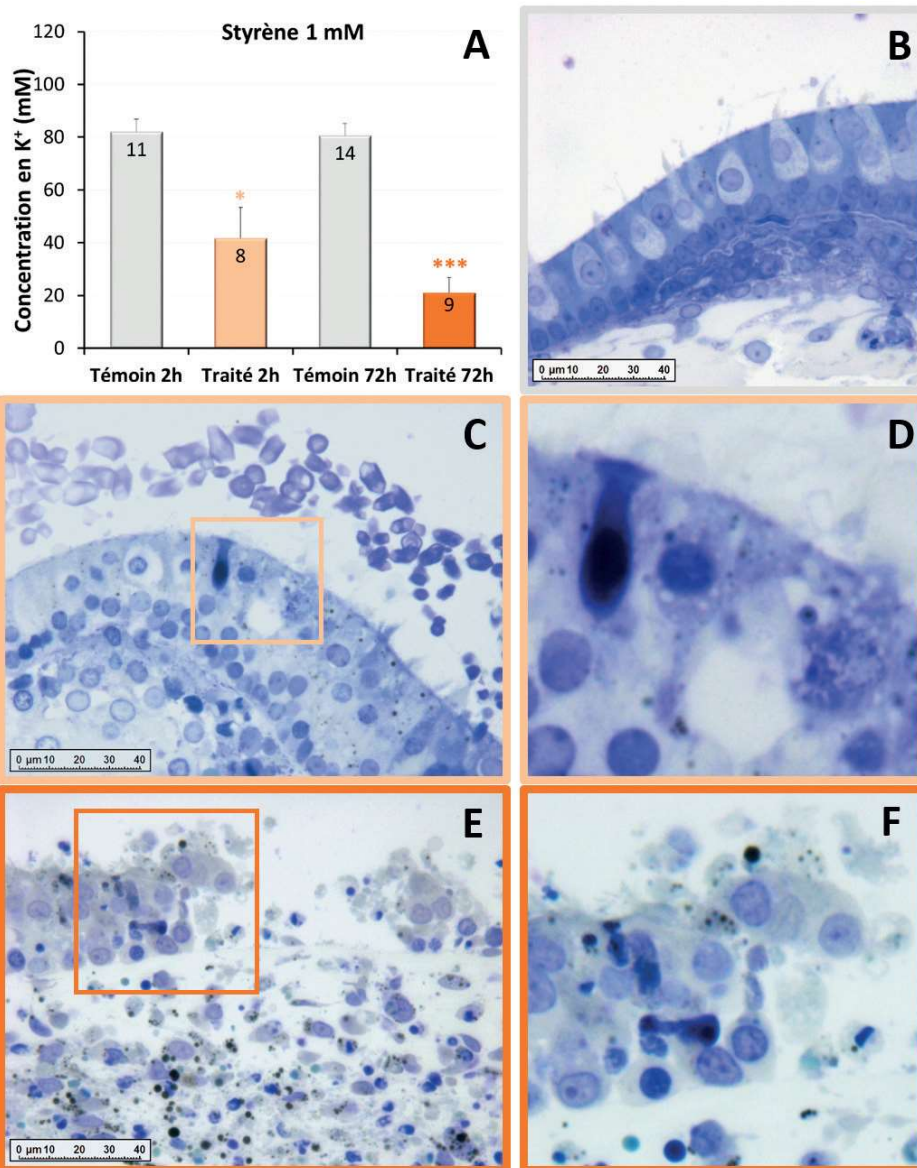 Styrène 1 mM
A
Concentration en K⁺ (mM)
120
100
80
60
40
20
0
11
*
8
14
***
9
Témoin 2h Traité 2h Témoin 72h Traité 72h
B
0 µm 10 20 30 40
C
0 µm 10 20 30 40
D
E
0 µm 10 20 30 40
F